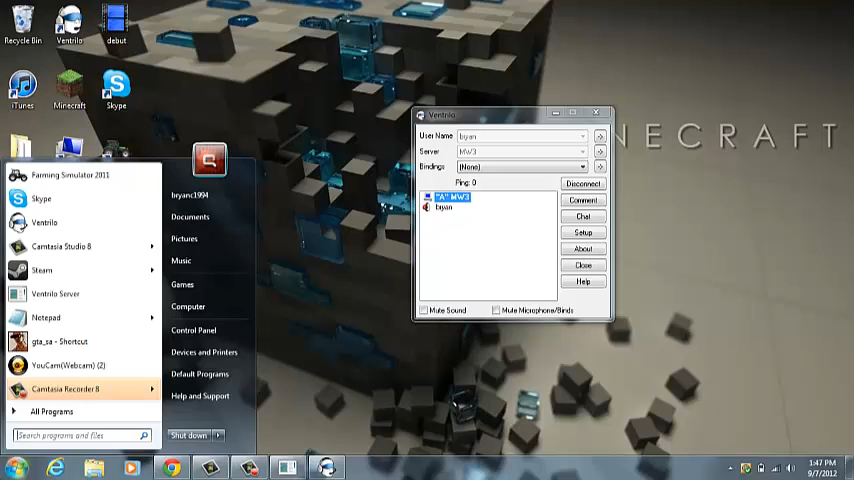 Recycle Bin
Ventrilo
debut
iTunes
Minecraft
Skype
NECRAFT
Farming Simulator 2011
Skype
Ventrilo
Camtasia Studio 8
Steam
Ventrilo Server
Notepad
gta_sa - Shortcut
YouCam(Webcam) (2)
Camtasia Recorder 8
All Programs
Search programs and files
bryanc1994
Documents
Pictures
Music
Games
Computer
Control Panel
Devices and Printers
Default Programs
Help and Support
Shut down
Ventrilo
User Name
bryan
Server
MW3
Bindings
(None)
Ping: 0
Disconnect
"A" MW3
bryan
Comment
Chat
Setup
About
Close
Help
Mute Sound
Mute Microphone/Binds
1:47 PM
9/7/2012